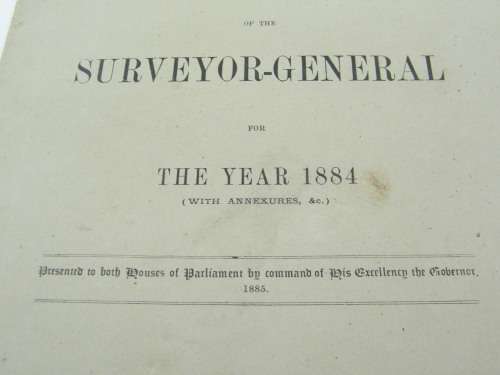 OF THE
SURVEYOR-GENERAL
FOR
THE YEAR 1884
(WITH ANNEXURES, &c.)
Presented to both Houses of Parliament by command of His Excellency the Governor,
1885.